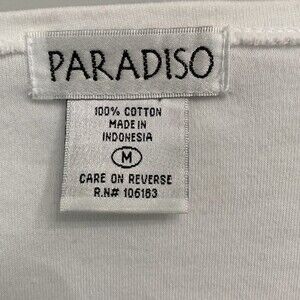 PARADISO
100% COTTON
MADE IN
INDONESIA
M
CARE ON REVERSE
R.N# 106183